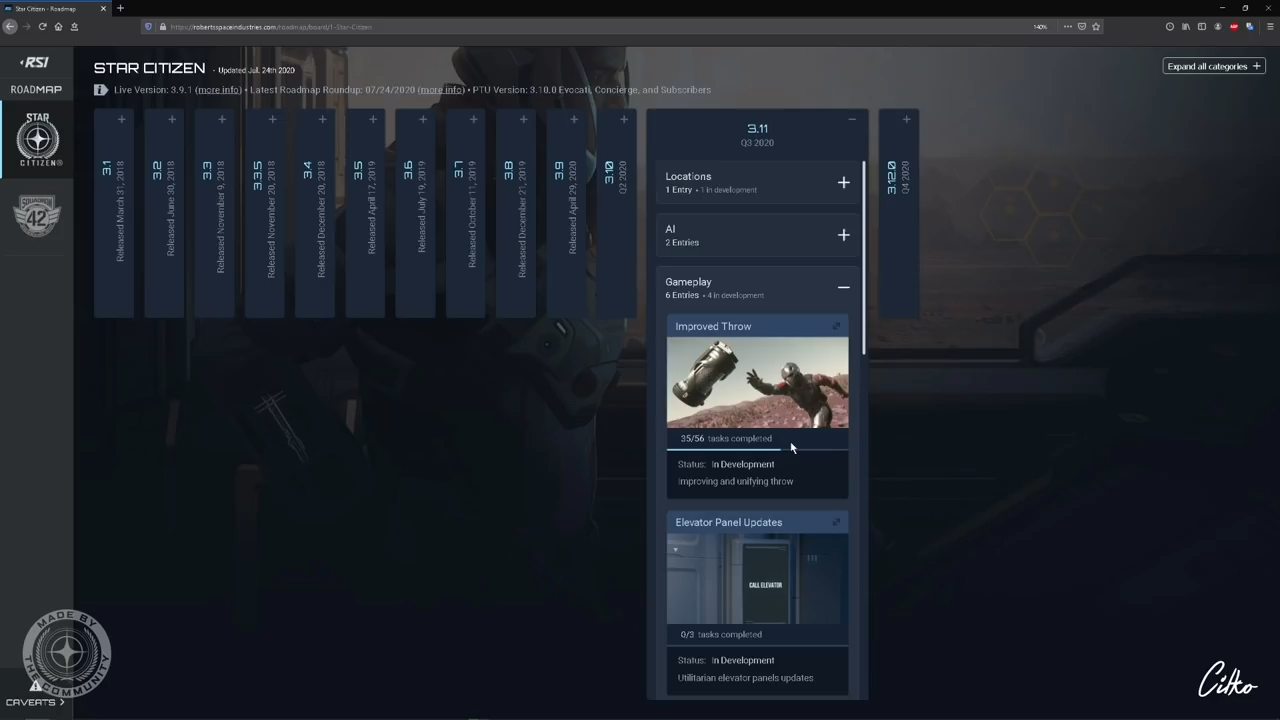 Star Citizen - Roadmap
https://robertsspaceindustries.com/roadmap/board/1-Star-Citizen
140%
RSI
ROADMAP
STAR CITIZEN
SQUADRON 42
STAR CITIZEN - Updated Jul. 24th 2020
Expand all categories +
Live Version: 3.9.1 (more info) • Latest Roadmap Roundup: 07/24/2020 (more info) • PTU Version: 3.10.0 Evocati, Concierge, and Subscribers
3.1 Released March 31, 2018
3.2 Released June 30, 2018
3.3 Released November 9, 2018
3.3.5 Released November 20, 2018
3.4 Released December 20, 2018
3.5 Released April 17, 2019
3.6 Released July 19, 2019
3.7 Released October 11, 2019
3.8 Released December 21, 2019
3.9 Released April 29, 2020
3.10 Q2 2020
3.11
Q3 2020
Locations
1 Entry • 1 in development
AI
2 Entries
Gameplay
6 Entries • 4 in development
Improved Throw
35/56 tasks completed
Status: In Development
Improving and unifying throw
Elevator Panel Updates
CALL ELEVATOR
0/3 tasks completed
Status: In Development
Utilitarian elevator panels updates
3.12.0 Q4 2020
MADE BY THE COMMUNITY
CAVEATS >
Cilko